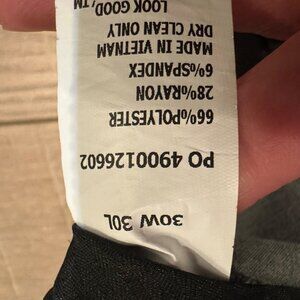 30W 30L
PO 4900126602
66%POLYESTER
28%RAYON
6%SPANDEX
MADE IN VIETNAM
DRY CLEAN ONLY
LOOK GOOD